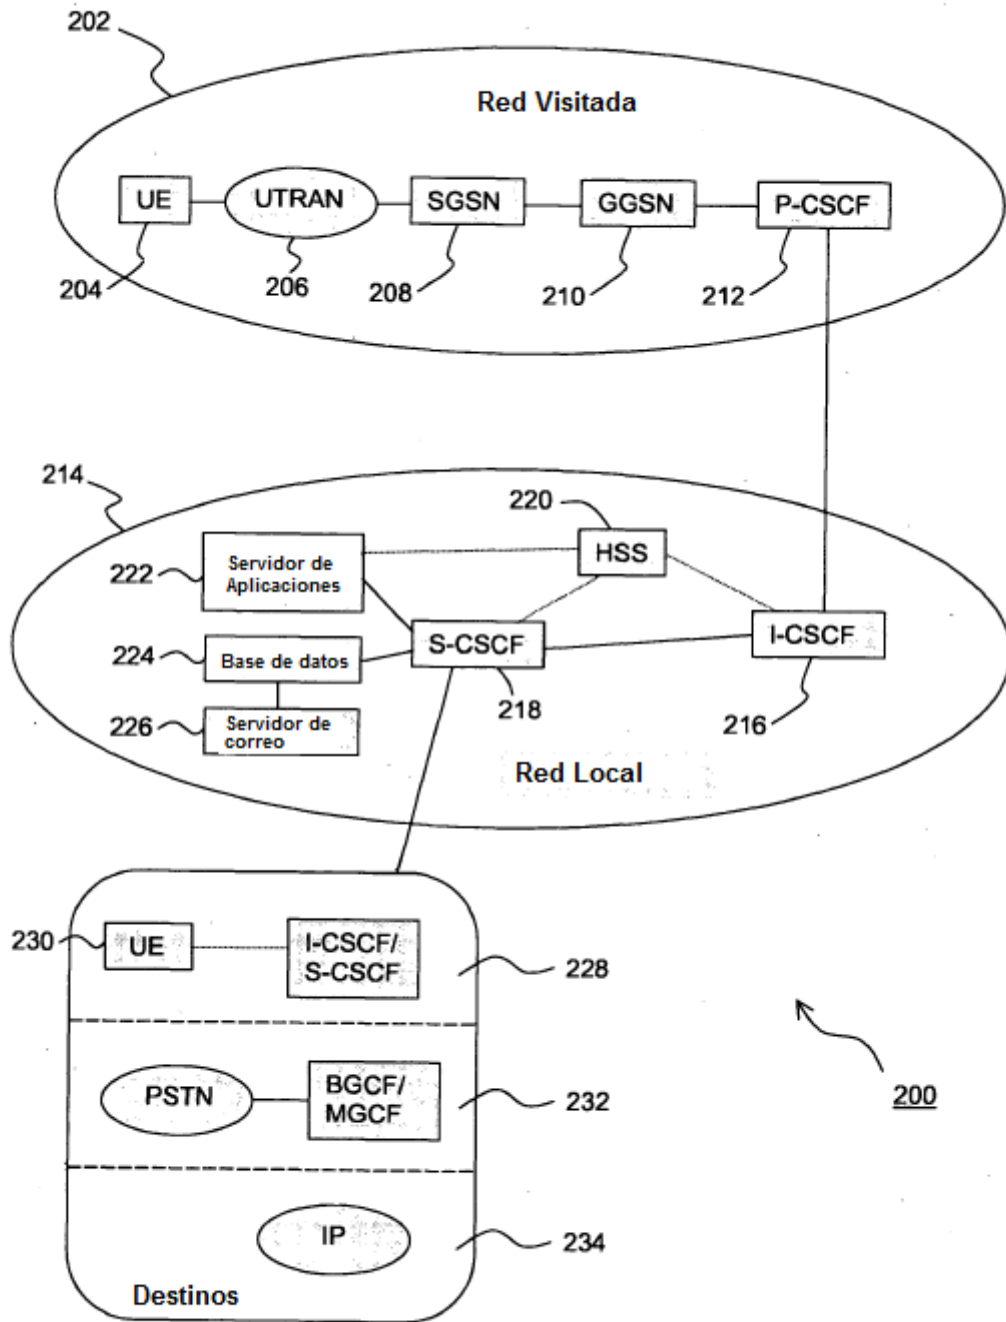 202
Red Visitada
UE
UTRAN
SGSN
GGSN
P-CSCF
204
206
208
210
212
214
220
HSS
222
Servidor de
Aplicaciones
S-CSCF
I-CSCF
224
Base de datos
218
216
226
Servidor de
correo
Red Local
230
UE
I-CSCF/
S-CSCF
228
PSTN
BGCF/
MGCF
232
200
IP
234
Destinos